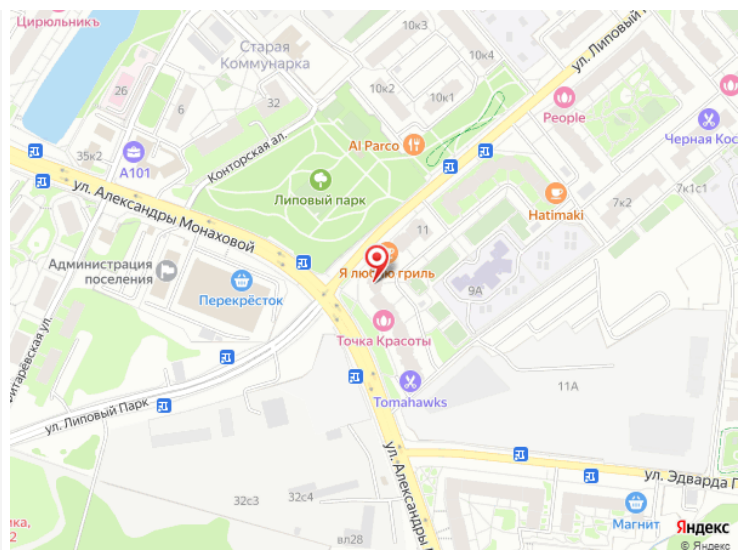 Цирюльникъ
Старая
Коммунарка
10к4
ул. Липовый
26
6
32
10к2
10к1
People
35к2
А101
Конторская ал.
Al Parco
Черная Кос
Липовый парк
ул. Александры Монаховой
11
Hatimaki
7к2
7к1с1
Администрация
поселения
Перекрёсток
Я люблю гриль
9А
Точка Красоты
11А
Tomahawks
ул. Липовый Парк
ул. Александры
ул. Эдварда Г
32с3
32с4
вл28
Магнит
ика,
2
Яндекс
© Яндекс